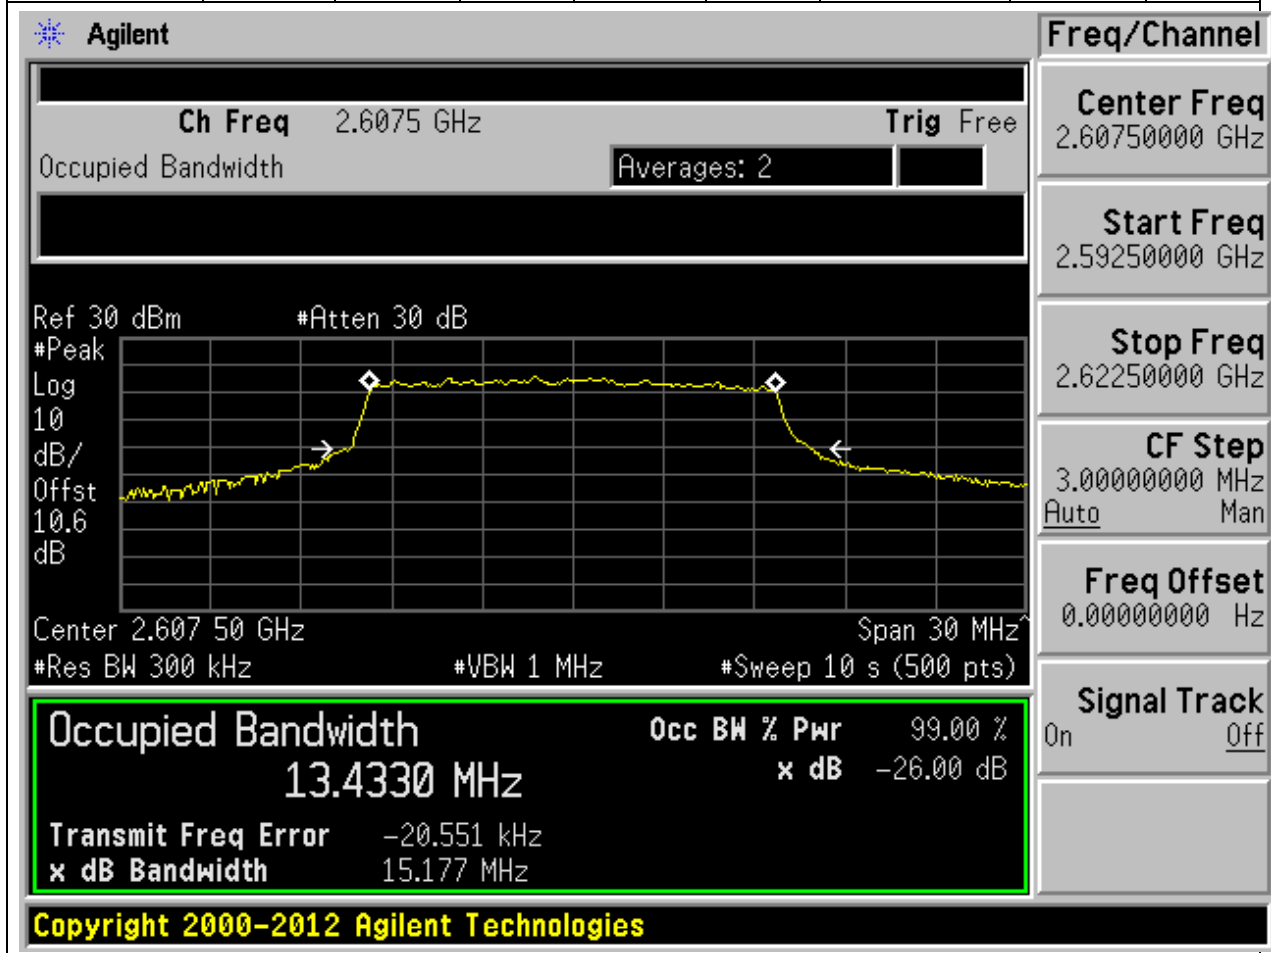 Agilent
Freq/Channel
Ch Freq 2.6075 GHz Trig Free
Occupied Bandwidth Averages: 2
Center Freq
2.60750000 GHz
Start Freq
2.59250000 GHz
Stop Freq
2.62250000 GHz
CF Step
3.00000000 MHz
Auto Man
Freq Offset
0.00000000 Hz
Signal Track
On Off
Ref 30 dBm #Atten 30 dB
#Peak
Log
10
dB/
Offst
10.6
dB
Center 2.607 50 GHz Span 30 MHz^
#Res BW 300 kHz #VBW 1 MHz #Sweep 10 s (500 pts)
Occupied Bandwidth Occ BW % Pwr 99.00 %
13.4330 MHz x dB -26.00 dB
Transmit Freq Error -20.551 kHz
x dB Bandwidth 15.177 MHz
Copyright 2000-2012 Agilent Technologies